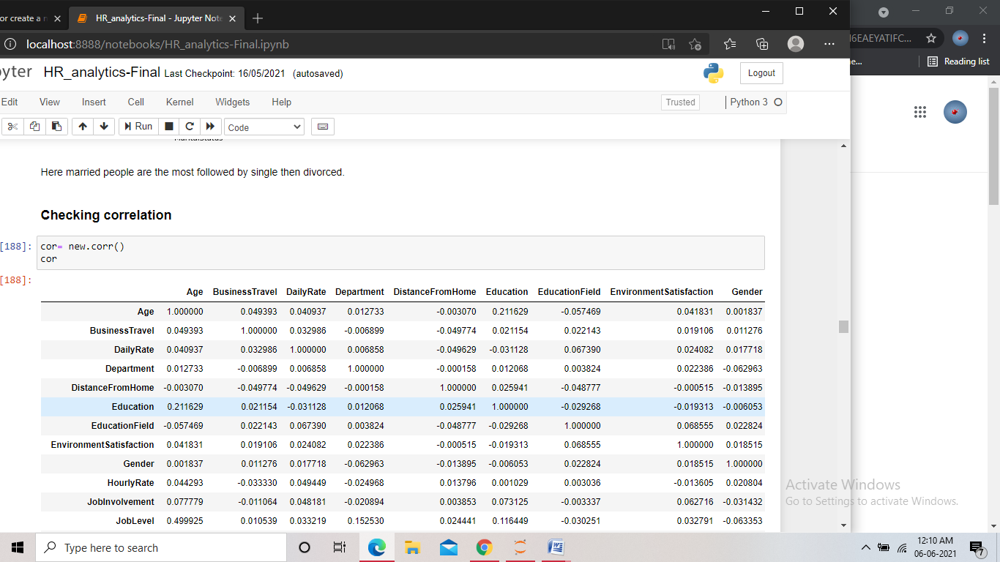 or create a n
HR_analytics-Final - Jupyter Note
localhost:8888/notebooks/HR_analytics-Final.ipynb
I6EAEYATIFC...
e...
Reading list
yter HR_analytics-Final Last Checkpoint: 16/05/2021 (autosaved)
Logout
Edit View Insert Cell Kernel Widgets Help
Trusted
Python 3
Run
Code
MaritalStatus
Here married people are the most followed by single then divorced.
Checking correlation
[188]: cor= new.corr()
cor
[188]:
Age BusinessTravel DailyRate Department DistanceFromHome Education EducationField EnvironmentSatisfaction Gender
Age 1.000000 0.049393 0.040937 0.012733 -0.003070 0.211629 -0.057469 0.041831 0.001837
BusinessTravel 0.049393 1.000000 0.032986 -0.006899 -0.049774 0.021154 0.022143 0.019106 0.011276
DailyRate 0.040937 0.032986 1.000000 0.006858 -0.049629 -0.031128 0.067390 0.024082 0.017718
Department 0.012733 -0.006899 0.006858 1.000000 -0.000158 0.012068 0.003824 0.022386 -0.062963
DistanceFromHome -0.003070 -0.049774 -0.049629 -0.000158 1.000000 0.025941 -0.048777 -0.000515 -0.013895
Education 0.211629 0.021154 -0.031128 0.012068 0.025941 1.000000 -0.029268 -0.019313 -0.006053
EducationField -0.057469 0.022143 0.067390 0.003824 -0.048777 -0.029268 1.000000 0.068555 0.022824
EnvironmentSatisfaction 0.041831 0.019106 0.024082 0.022386 -0.000515 -0.019313 0.068555 1.000000 0.018515
Gender 0.001837 0.011276 0.017718 -0.062963 -0.013895 -0.006053 0.022824 0.018515 1.000000
HourlyRate 0.044293 -0.033330 0.049449 -0.024968 0.013796 0.001029 0.003036 -0.013605 0.020804
JobInvolvement 0.077779 -0.011064 0.048181 -0.020894 0.003853 0.073125 -0.003337 0.062716 -0.031432
JobLevel 0.499925 0.010539 0.033219 0.152530 0.024441 0.116449 -0.030251 0.032791 -0.063353
Activate Windows
Go to Settings to activate Windows.
Type here to search
12:10 AM
06-06-2021
7